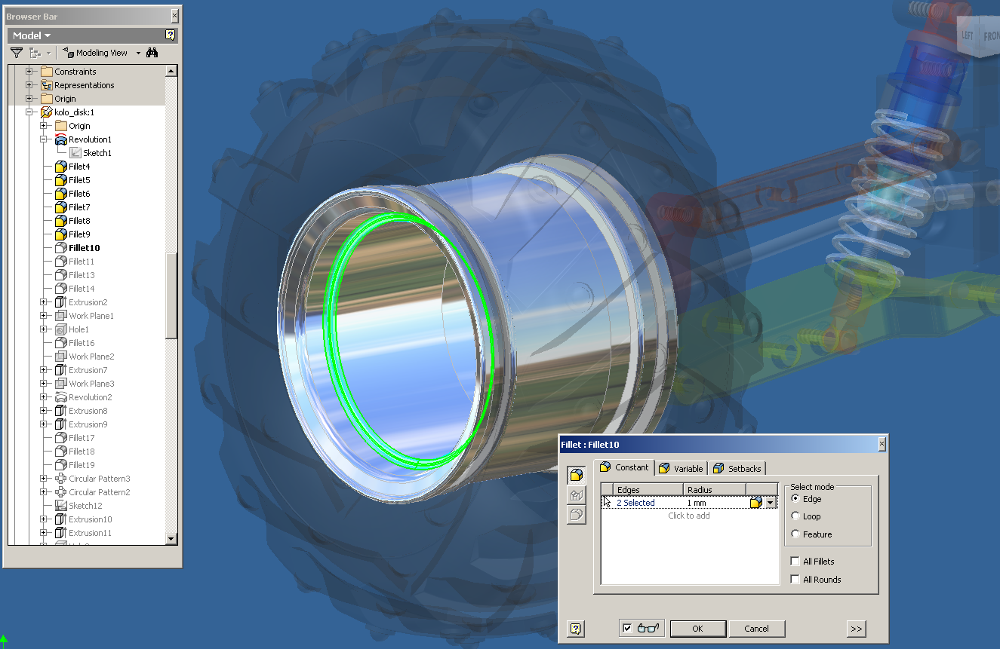 Browser Bar
Model
Modeling View
Constraints
Representations
Origin
kolo_disk:1
Origin
Revolution1
Sketch1
Fillet4
Fillet5
Fillet6
Fillet7
Fillet8
Fillet9
Fillet10
Fillet11
Fillet13
Fillet14
Extrusion2
Work Plane1
Hole1
Fillet16
Work Plane2
Extrusion7
Work Plane3
Revolution2
Extrusion8
Extrusion9
Fillet17
Fillet18
Fillet19
Circular Pattern3
Circular Pattern2
Sketch12
Extrusion10
Extrusion11
LEFT
Fillet : Fillet10
Constant
Variable
Setbacks
Edges Radius
2 Selected 1 mm
Click to add
Select mode
Edge
Loop
Feature
All Fillets
All Rounds
OK
Cancel
>>